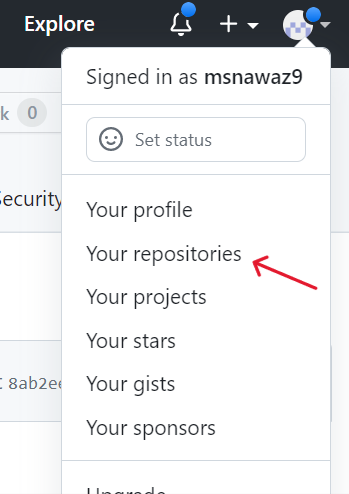 Explore
Signed in as msnawaz9
k 0
Set status
Security
Your profile
Your repositories
Your projects
Your stars
8ab2ee
Your gists
Your sponsors
Upgrade